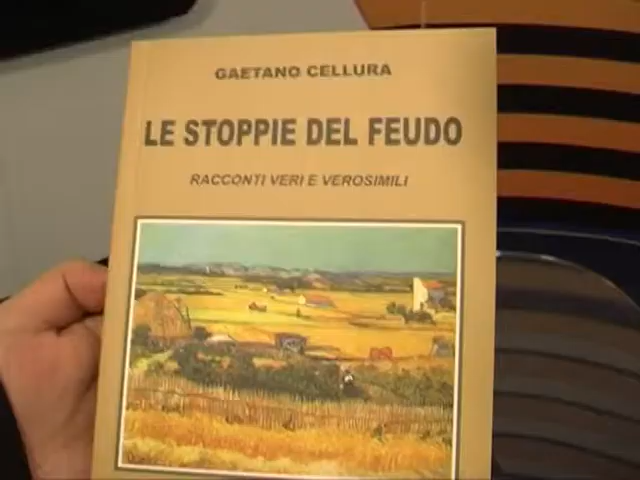 GAETANO CELLURA
LE STOPPIE DEL FEUDO
RACCONTI VERI E VEROSIMILI